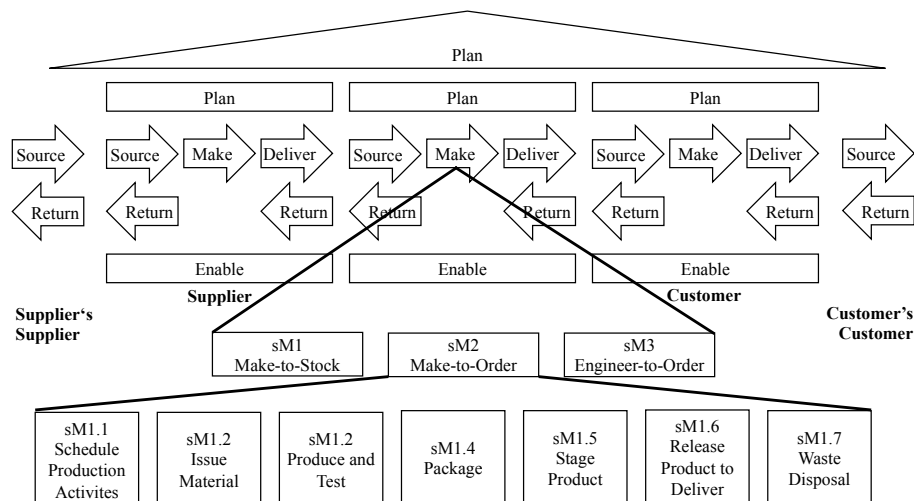 Plan
Plan Plan Plan
Source Source Make Deliver Source Make Deliver Source Make Deliver Source
Return Return Return Return Return Return Return Return
Enable Enable Enable
Supplier Customer
Supplier‘s
Supplier
Customer’s
Customer
sM1
Make-to-Stock
sM2
Make-to-Order
sM3
Engineer-to-Order
sM1.1
Schedule
Production
Activites
sM1.2
Issue
Material
sM1.2
Produce and
Test
sM1.4
Package
sM1.5
Stage
Product
sM1.6
Release
Product to
Deliver
sM1.7
Waste
Disposal